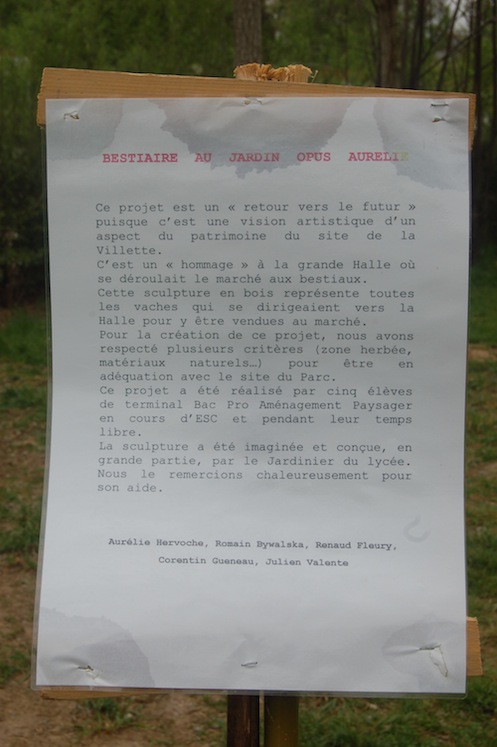 BESTIAIRE AU JARDIN OPUS AURELIE
Ce projet est un « retour vers le futur »
puisque c'est une vision artistique d'un
aspect du patrimoine du site de la
Villette.
C'est un « hommage » à la grande Halle où
se déroulait le marché aux bestiaux.
Cette sculpture en bois représente toutes
les vaches qui se dirigeaient vers la
Halle pour y être vendues au marché.
Pour la création de ce projet, nous avons
respecté plusieurs critères (zone herbée,
matériaux naturels…) pour être en
adéquation avec le site du Parc.
Ce projet a été réalisé par cinq élèves
de terminal Bac Pro Aménagement Paysager
en cours d'ESC et pendant leur temps
libre.
La sculpture a été imaginée et conçue, en
grande partie, par le Jardinier du lycée.
Nous le remercions chaleureusement pour
son aide.
Aurélie Hervoche, Romain Bywalska, Renaud Fleury,
Corentin Gueneau, Julien Valente